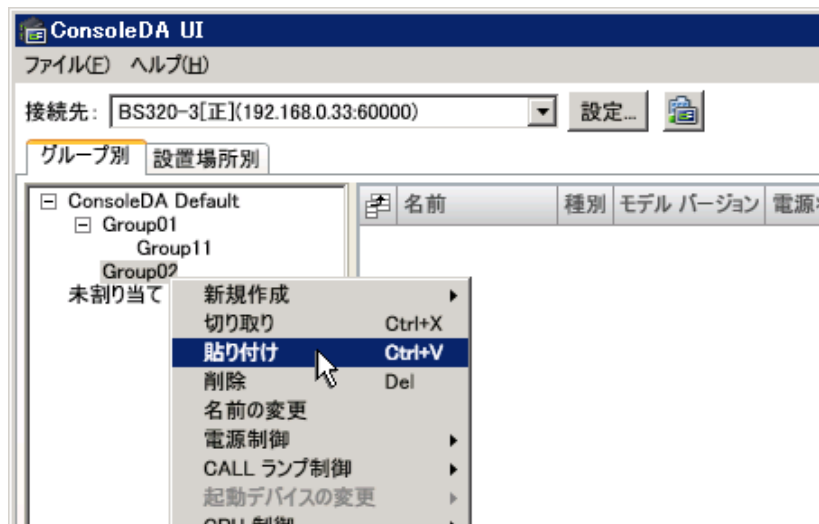 ConsoleDA UI
ファイル(F) ヘルプ(H)
接続先: BS320-3[正](192.168.0.33:60000) 設定...
グループ別 設置場所別
ConsoleDA Default
名前 種別 モデル バージョン 電源
Group01
Group11
Group02
未割り当て
新規作成
切り取り Ctrl+X
貼り付け Ctrl+V
削除 Del
名前の変更
電源制御
CALL ランプ制御
起動デバイスの変更
CPU 制御